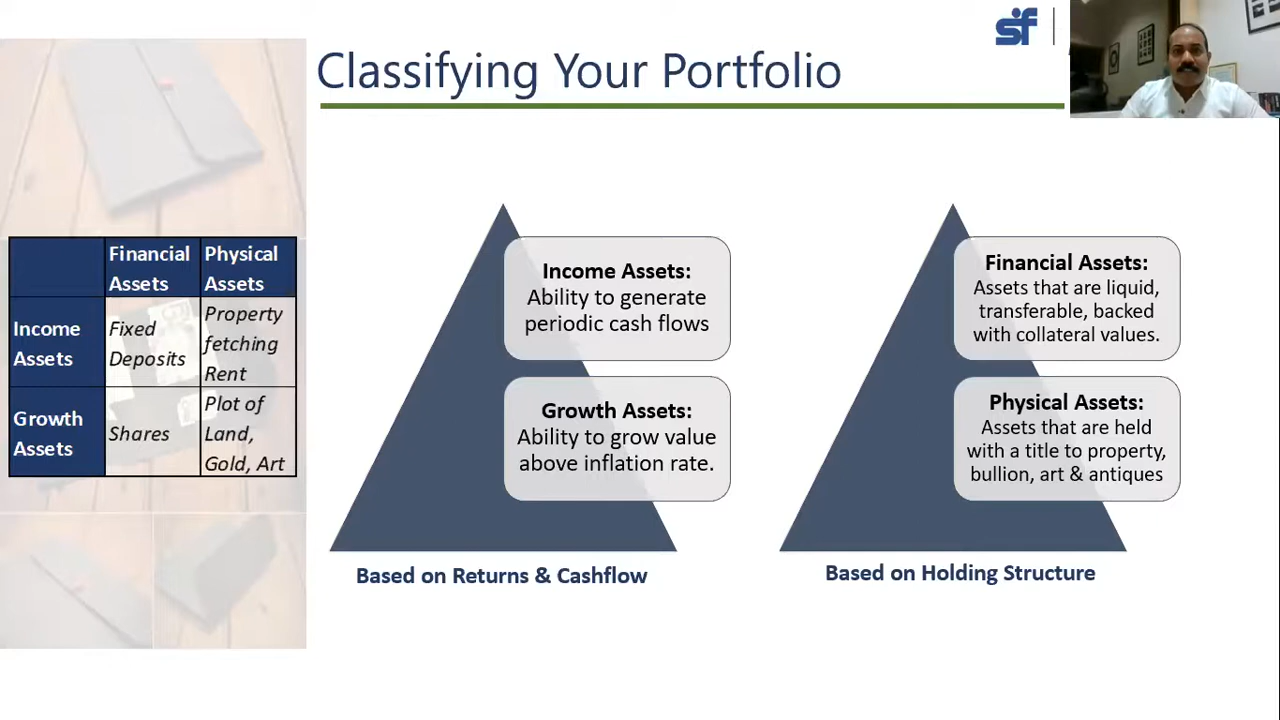 sf
Classifying Your Portfolio
Financial Assets
Physical Assets
Income Assets
Fixed Deposits
Property fetching Rent
Growth Assets
Shares
Plot of Land, Gold, Art
Income Assets:
Ability to generate
periodic cash flows
Growth Assets:
Ability to grow value
above inflation rate.
Based on Returns & Cashflow
Financial Assets:
Assets that are liquid,
transferable, backed
with collateral values.
Physical Assets:
Assets that are held
with a title to property,
bullion, art & antiques
Based on Holding Structure